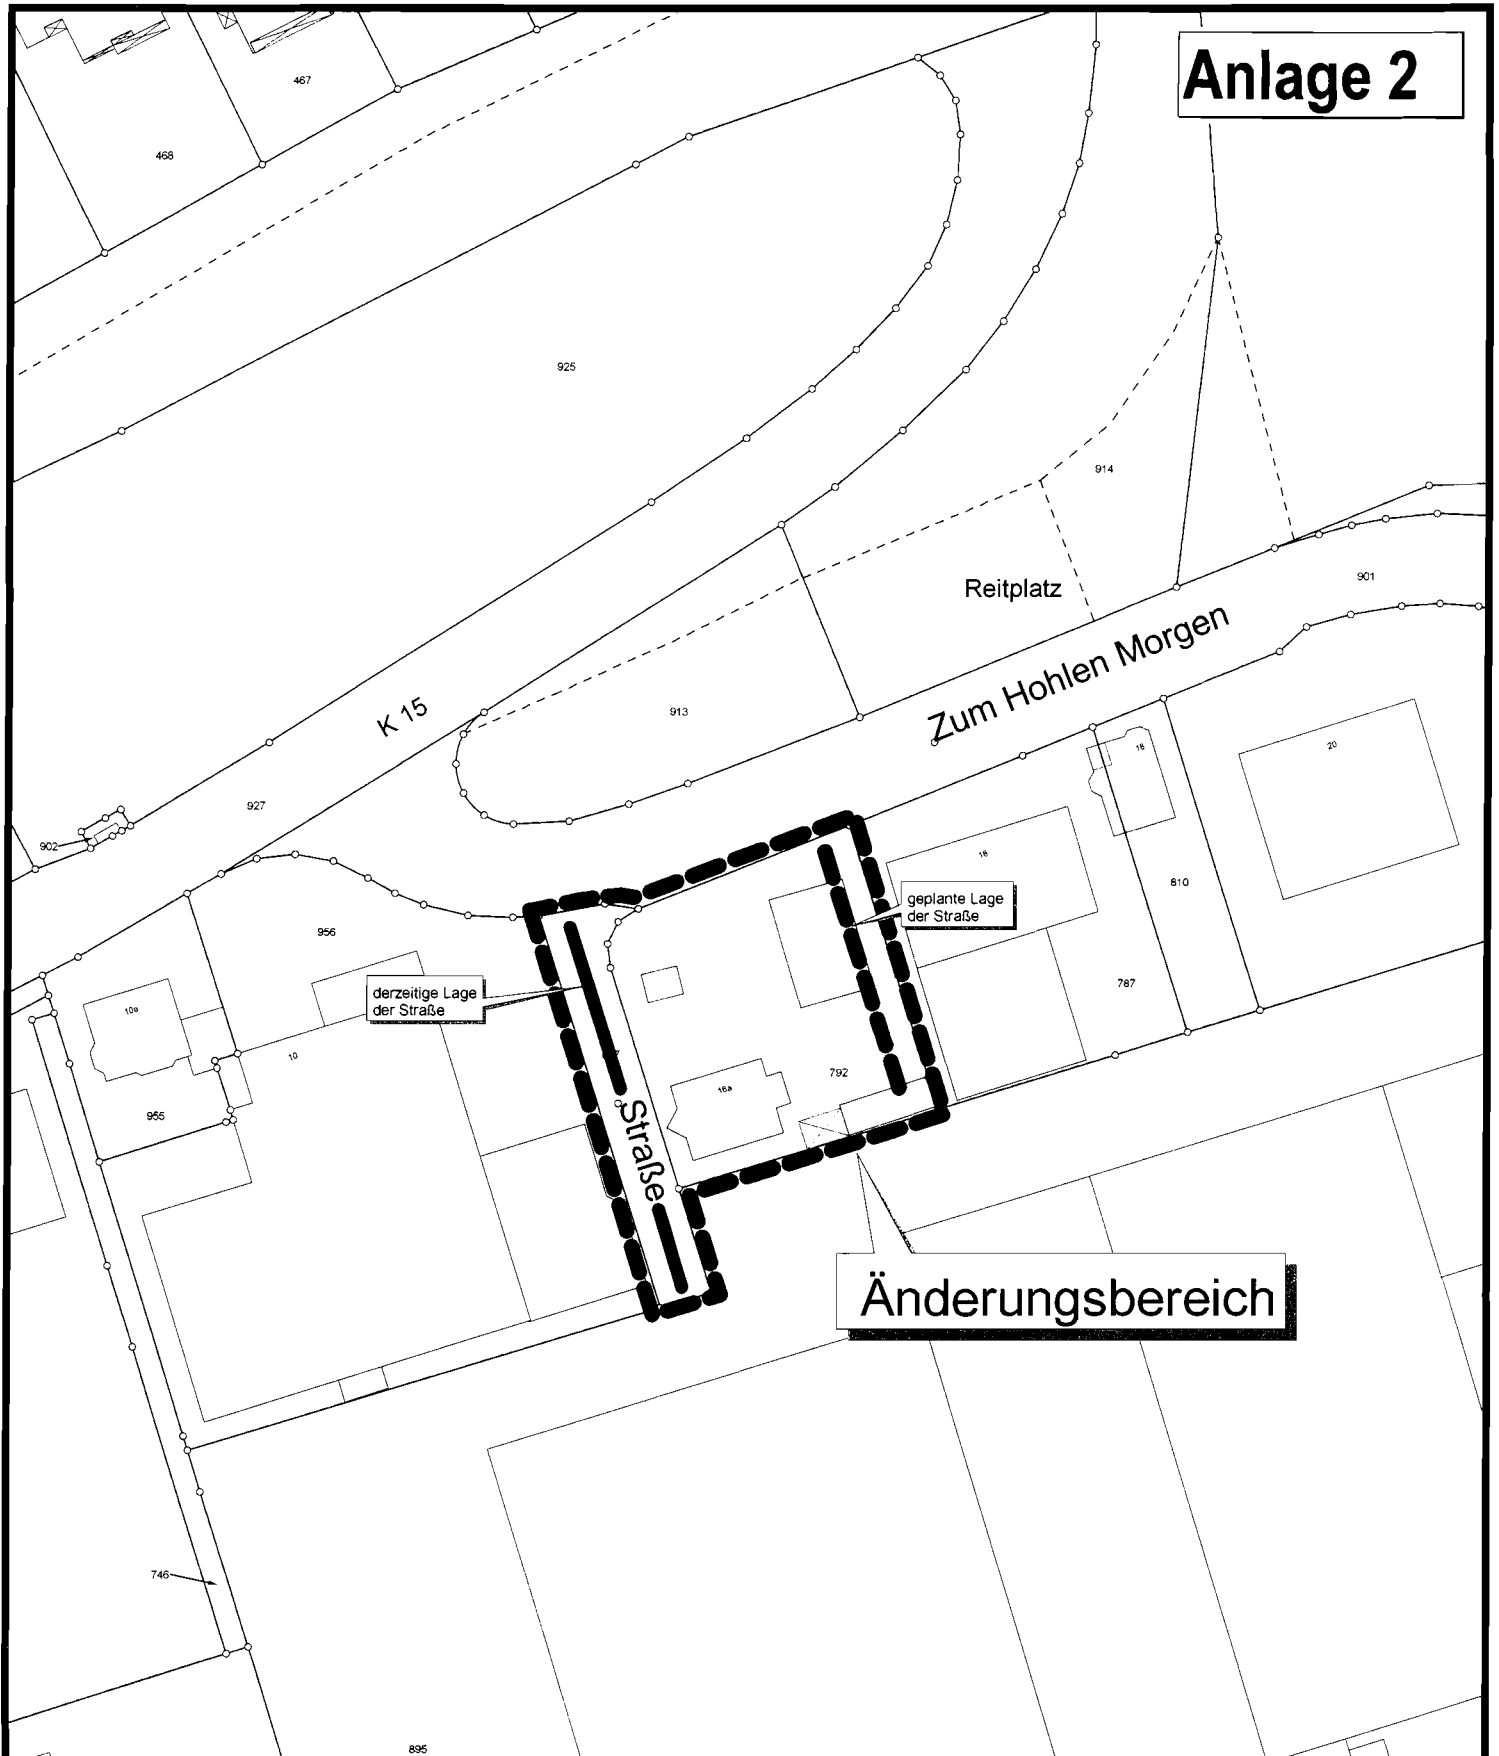 Anlage 2
467
468
925
914
Reitplatz
901
Zum Hohlen Morgen
K 15
913
927
902
18
20
18
810
geplante Lage
der Straße
956
derzeitige Lage
der Straße
787
10a
10
792
16a
955
Straße
Änderungsbereich
746
895